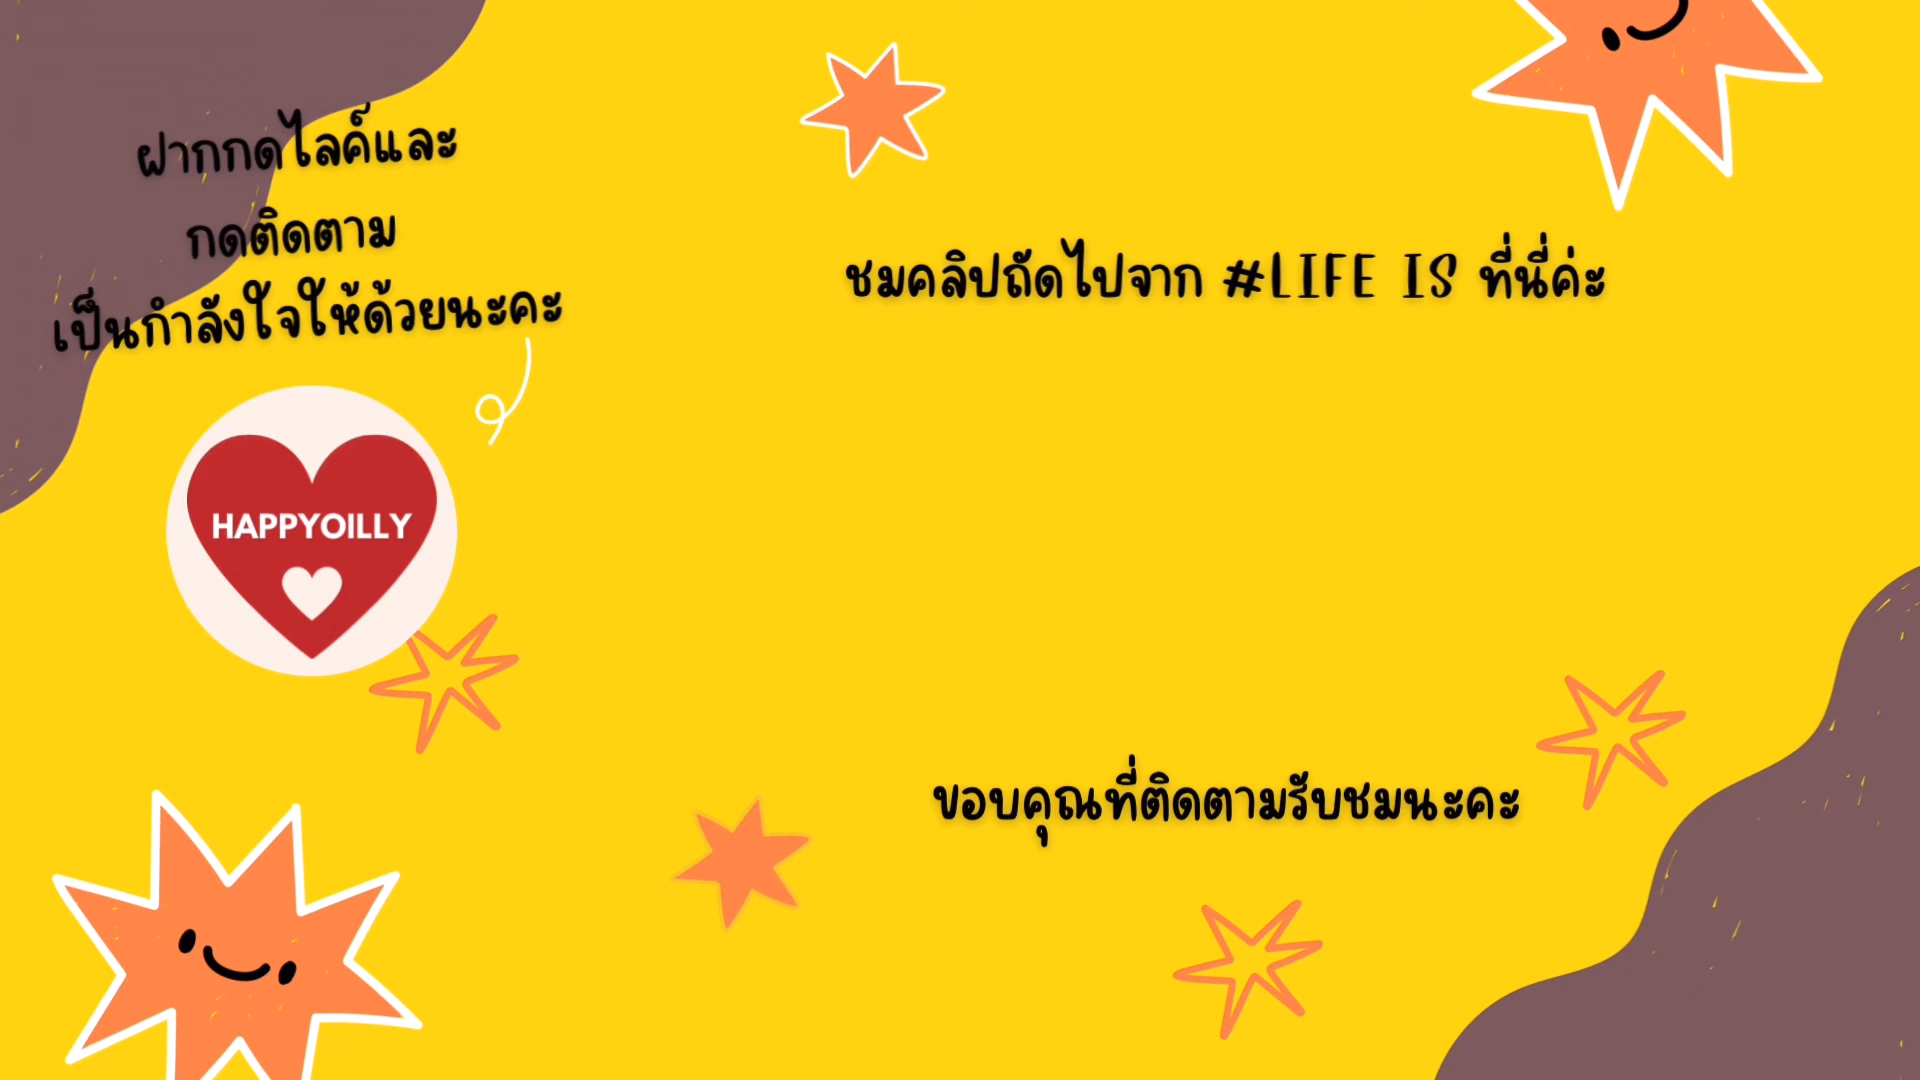 ฝากกดไลค์และ
กดติดตาม
เป็นกำลังใจให้ด้วยนะคะ
HAPPYOILLY
ชมคลิปถัดไปจาก #LIFE IS ที่นี่ค่ะ
ขอบคุณที่ติดตามรับชมนะคะ